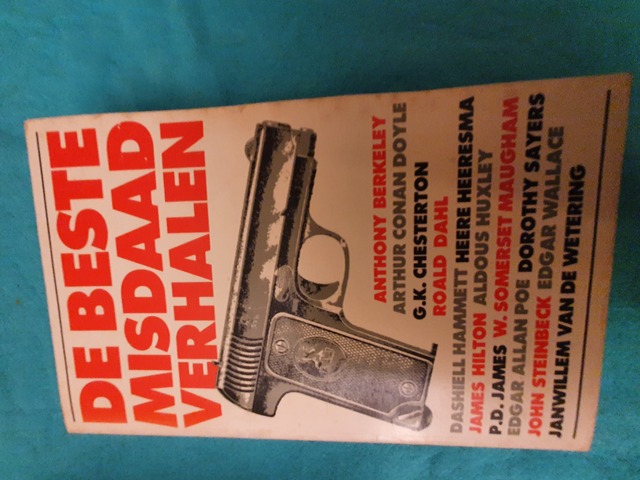 DE BESTE
MISDAAD
VERHALEN
ANTHONY BERKELEY
ARTHUR CONAN DOYLE
G.K. CHESTERTON
ROALD DAHL
DASHIELL HAMMETT HEERE HEERESMA
JAMES HILTON ALDOUS HUXLEY
P.D. JAMES W. SOMERSET MAUGHAM
EDGAR ALLAN POE DOROTHY SAYERS
JOHN STEINBECK EDGAR WALLACE
JANWILLEM VAN DE WETERING